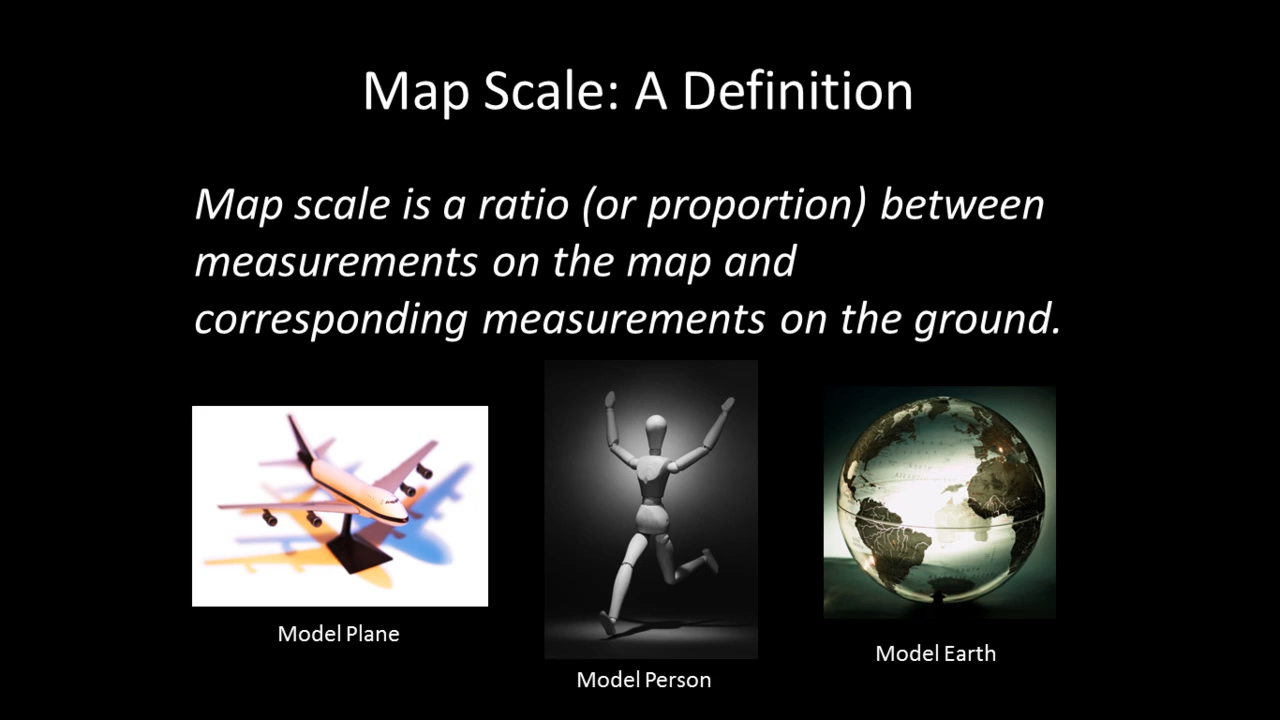 Map Scale: A Definition
Map scale is a ratio (or proportion) between
measurements on the map and
corresponding measurements on the ground.
Model Plane
Model Person
Model Earth